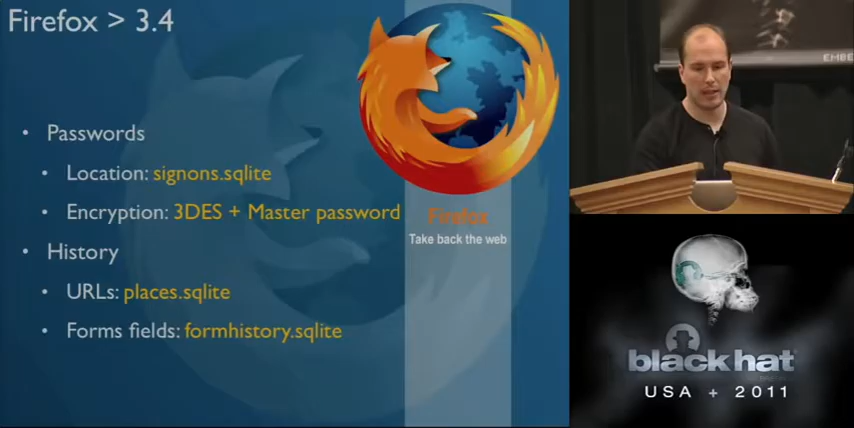 Firefox > 3.4
• Passwords
• Location: signons.sqlite
• Encryption: 3DES + Master password
• History
• URLs: places.sqlite
• Forms fields: formhistory.sqlite
Firefox
Take back the web
EMBE
black hat
USA + 2011